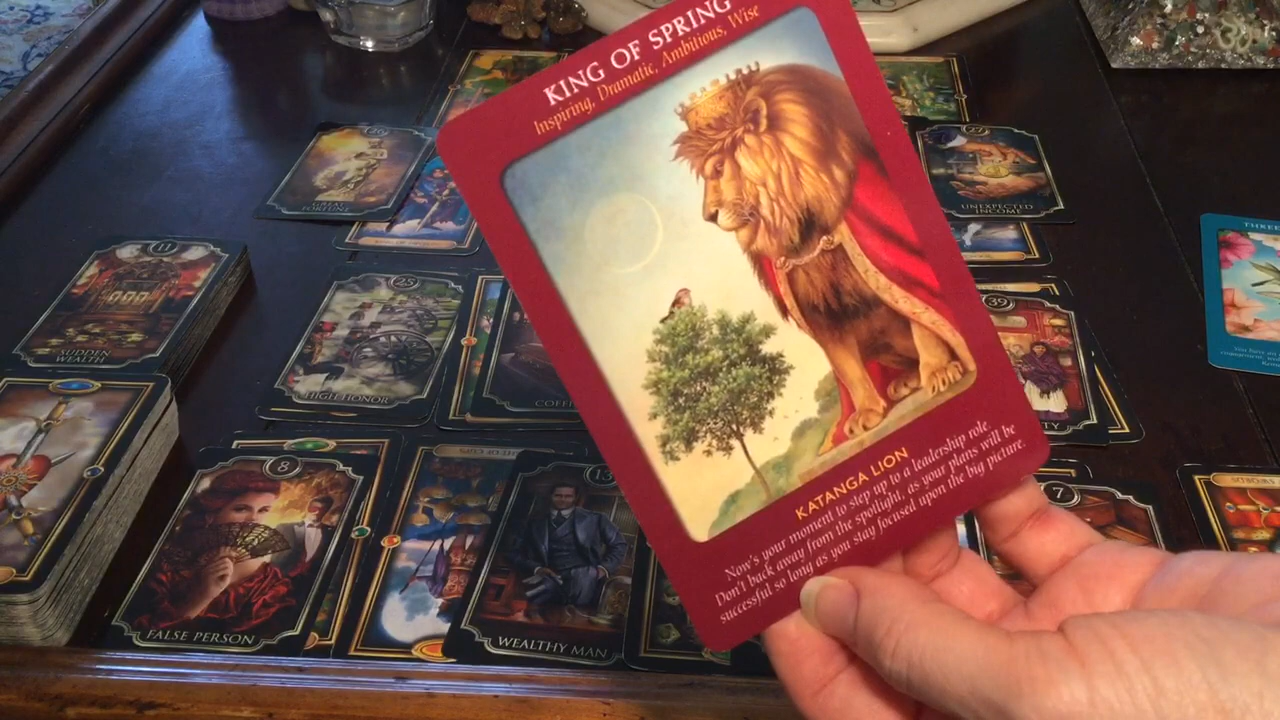 KING OF SPRING
Inspiring, Dramatic, Ambitious, Wise
KATANGA LION
Now's your moment to step up to a leadership role.
Don't back away from the spotlight, as your plans will be
successful so long as you stay focused upon the big picture.
26
GREAT
FORTUNE
27
UNEXPECTED
INCOME
11
SUDDEN
WEALTH
25
HIGH HONOR
39
THREE
8
FALSE PERSON
13
WEALTHY MAN
7